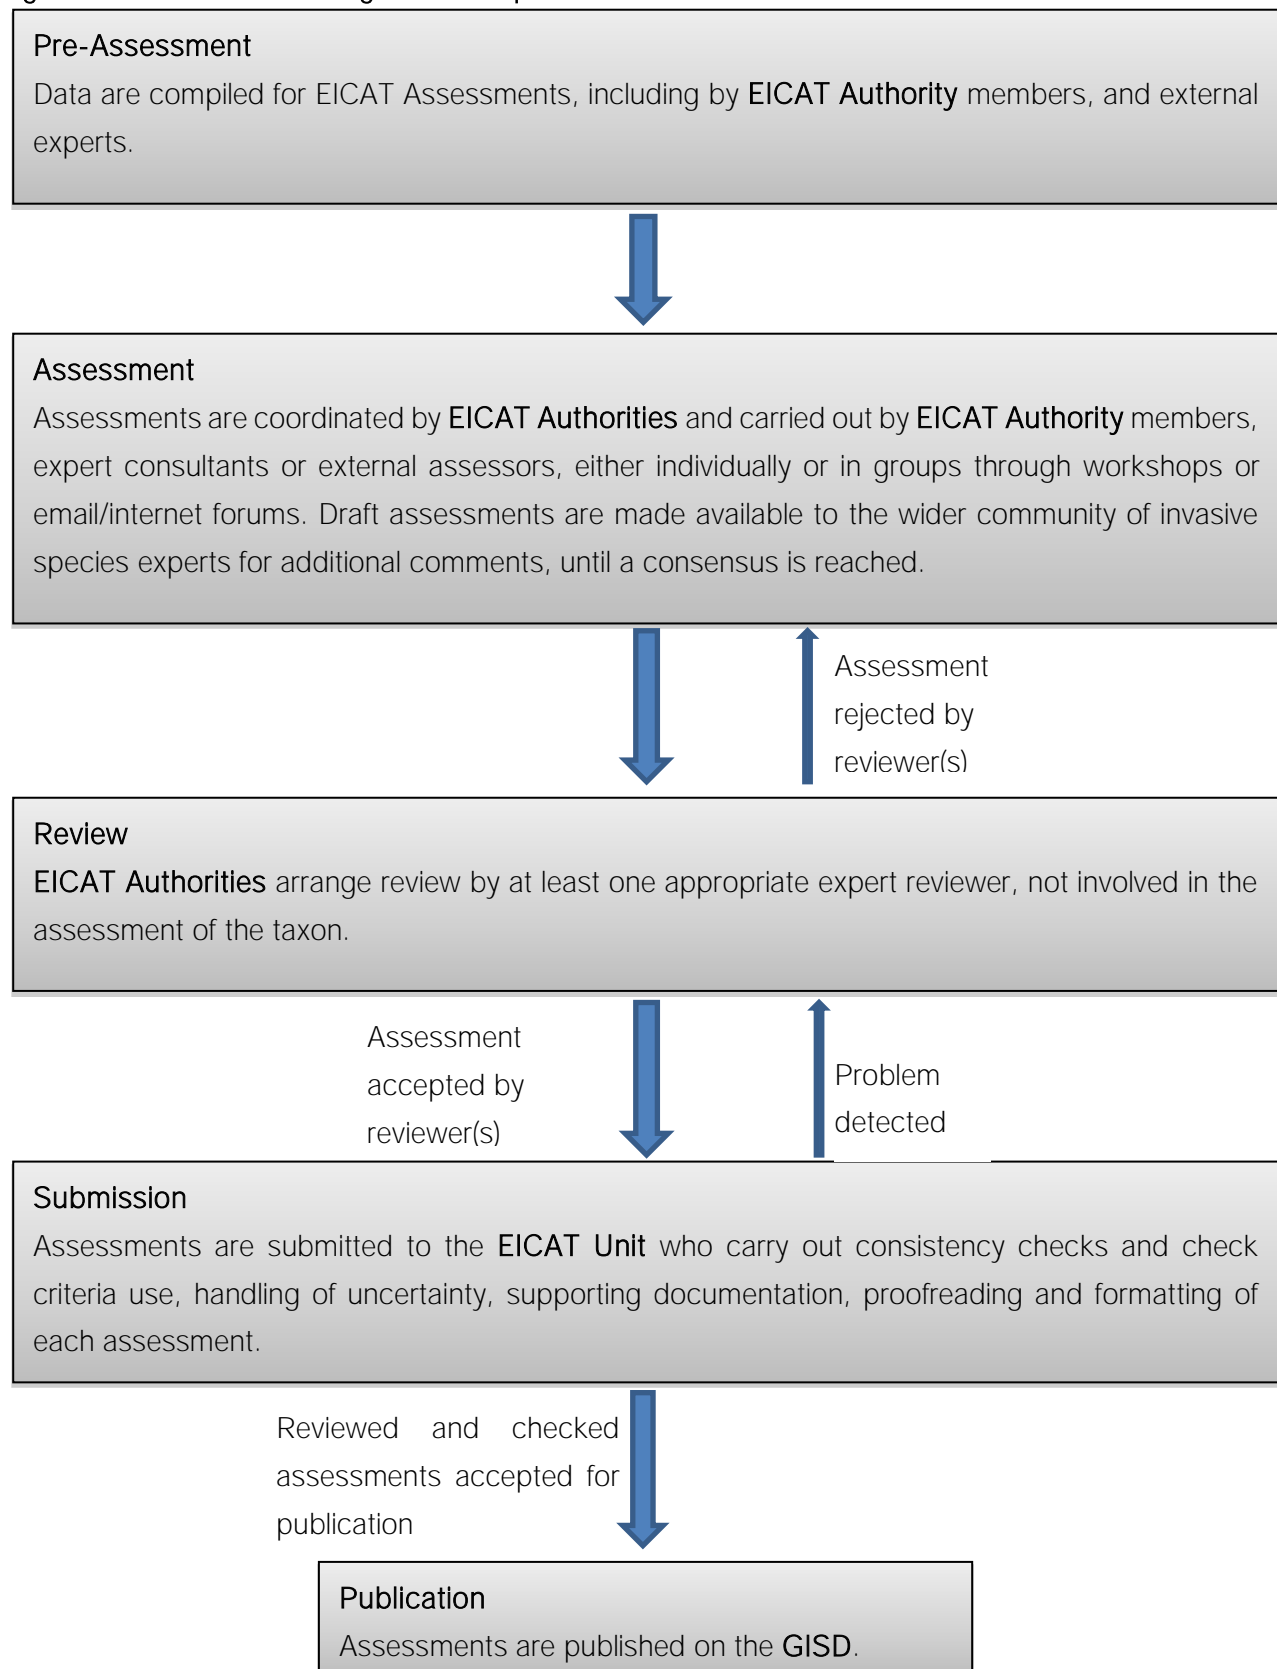 Pre-Assessment
Data are compiled for EICAT Assessments, including by EICAT Authority members, and external
experts.
Assessment
Assessments are coordinated by EICAT Authorities and carried out by EICAT Authority members,
expert consultants or external assessors, either individually or in groups through workshops or
email/internet forums. Draft assessments are made available to the wider community of invasive
species experts for additional comments, until a consensus is reached.
Assessment
rejected by
reviewer(s)
Review
EICAT Authorities arrange review by at least one appropriate expert reviewer, not involved in the
assessment of the taxon.
Assessment
accepted by
reviewer(s)
Problem
detected
Submission
Assessments are submitted to the EICAT Unit who carry out consistency checks and check
criteria use, handling of uncertainty, supporting documentation, proofreading and formatting of
each assessment.
Reviewed and checked
assessments accepted for
publication
Publication
Assessments are published on the GISD.